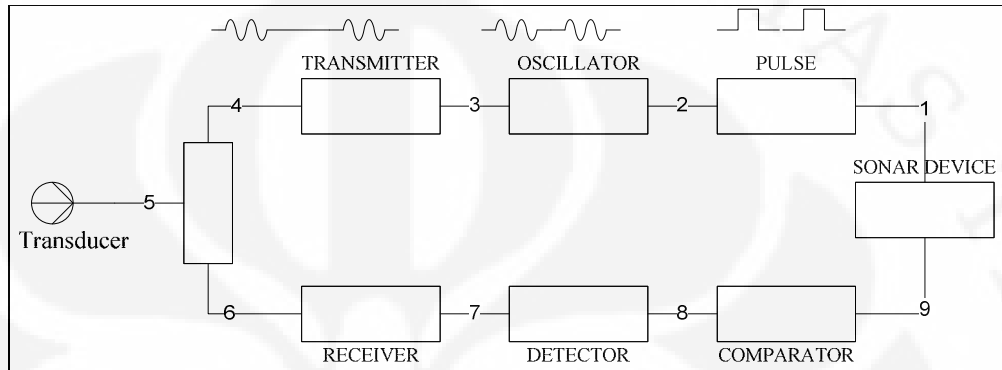 TRANSMITTER OSCILLATOR PULSE
4 3 2 1
SONAR DEVICE
5
Transducer
6 7 8 9
RECEIVER DETECTOR COMPARATOR